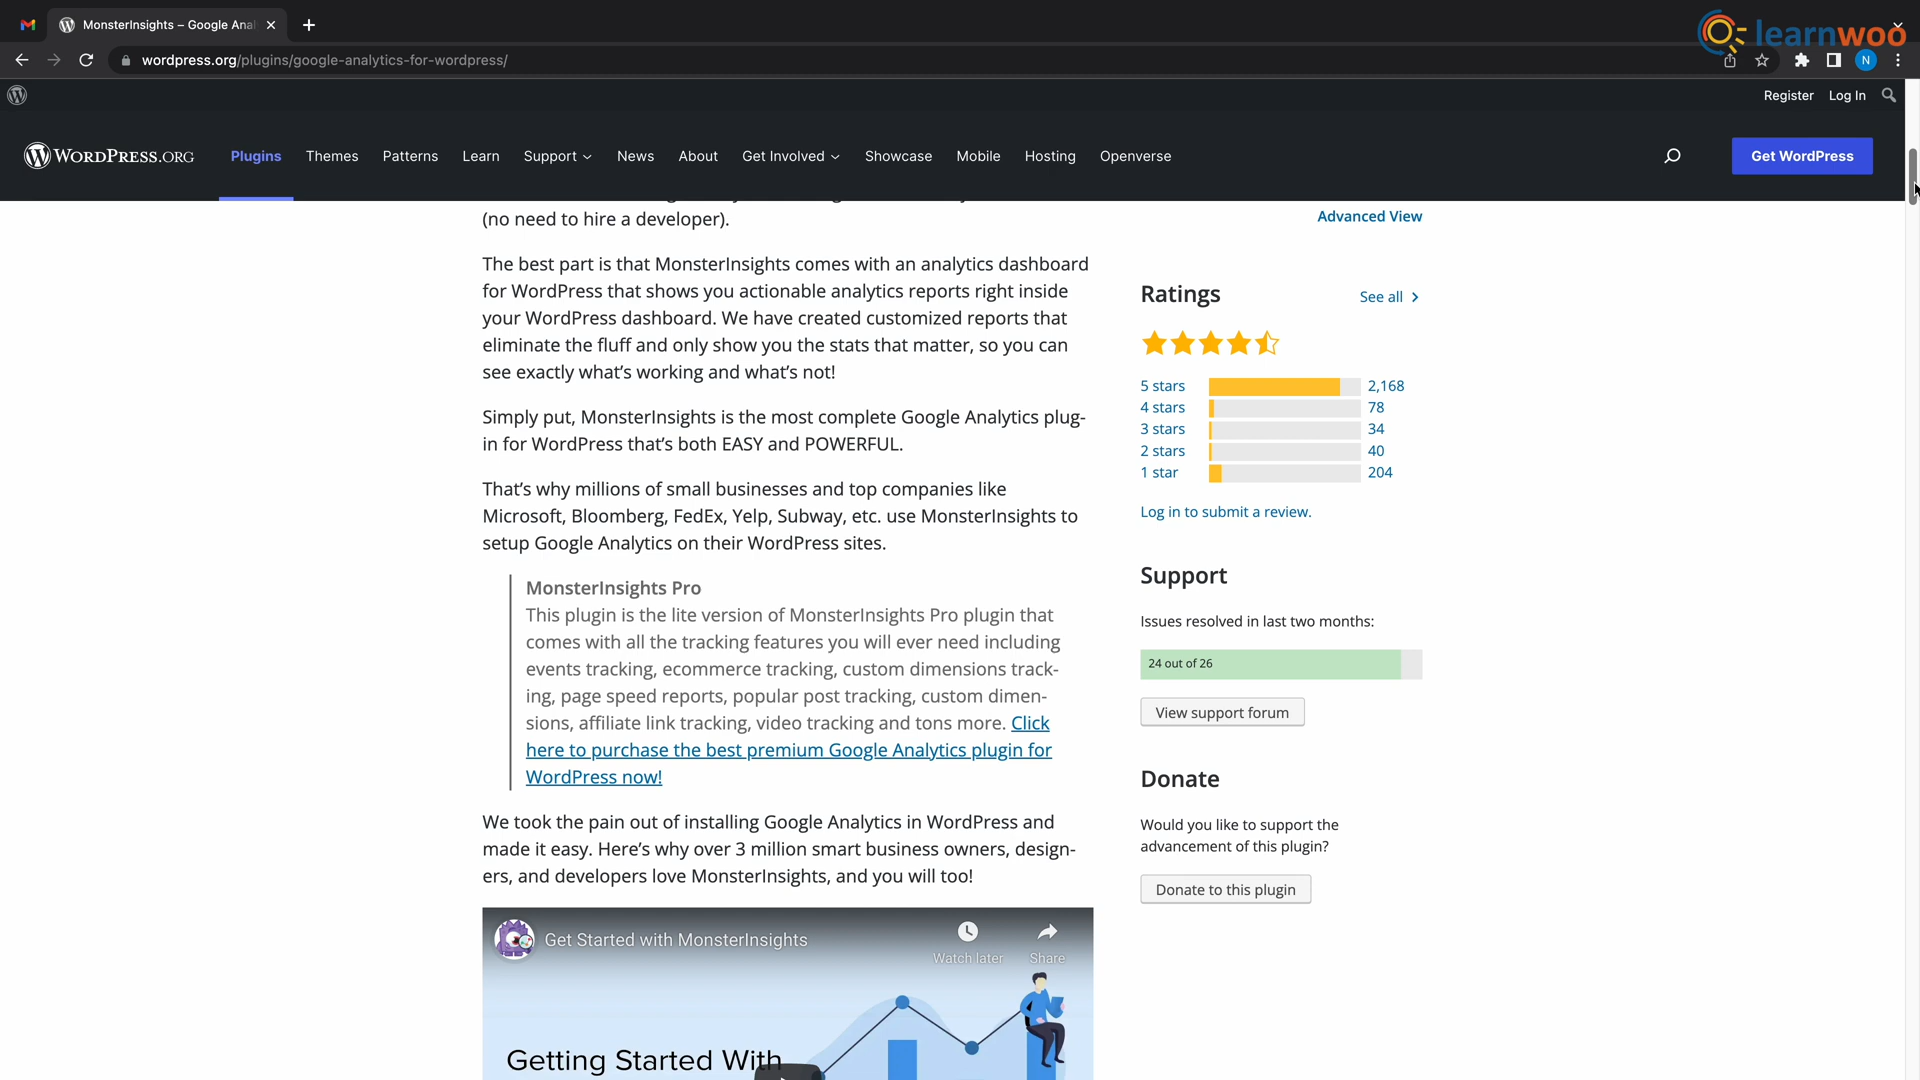 MonsterInsights – Google Ana
learnwoo
wordpress.org/plugins/google-analytics-for-wordpress/
N
Register Log In
WORDPRESS.ORG Plugins Themes Patterns Learn Support News About Get Involved Showcase Mobile Hosting Openverse Get WordPress
(no need to hire a developer).
The best part is that MonsterInsights comes with an analytics dashboard
for WordPress that shows you actionable analytics reports right inside
your WordPress dashboard. We have created customized reports that
eliminate the fluff and only show you the stats that matter, so you can
see exactly what's working and what's not!
Simply put, MonsterInsights is the most complete Google Analytics plug-
in for WordPress that's both EASY and POWERFUL.
That's why millions of small businesses and top companies like
Microsoft, Bloomberg, FedEx, Yelp, Subway, etc. use MonsterInsights to
setup Google Analytics on their WordPress sites.
MonsterInsights Pro
This plugin is the lite version of MonsterInsights Pro plugin that
comes with all the tracking features you will ever need including
events tracking, ecommerce tracking, custom dimensions track-
ing, page speed reports, popular post tracking, custom dimen-
sions, affiliate link tracking, video tracking and tons more. Click
here to purchase the best premium Google Analytics plugin for
WordPress now!
We took the pain out of installing Google Analytics in WordPress and
made it easy. Here's why over 3 million smart business owners, design-
ers, and developers love MonsterInsights, and you will too!
Get Started with MonsterInsights
Watch later Share
Getting Started With
Advanced View
Ratings See all
5 stars 2,168
4 stars 78
3 stars 34
2 stars 40
1 star 204
Log in to submit a review.
Support
Issues resolved in last two months:
24 out of 26
View support forum
Donate
Would you like to support the
advancement of this plugin?
Donate to this plugin